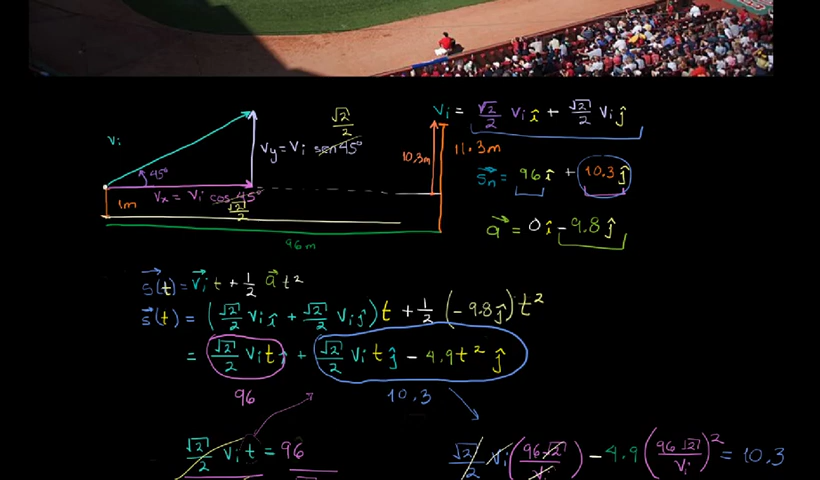 √2/2
Vi = √2/2 Vi î + √2/2 Vi ĵ
Vi
Vy = Vi sen 45°
10.3m
11.3m
45°
Sn = 96 î + 10.3 ĵ
Vx = Vi cos 45°
√2/2
1m
a = 0 î - 9.8 ĵ
96 m
s(t) = Vi t + 1/2 a t²
s(t) = (√2/2 Vi î + √2/2 Vi ĵ) t + 1/2 (-9.8 ĵ) t²
= √2/2 Vi t î + √2/2 Vi t ĵ - 4.9t² ĵ
96
10.3
√2/2 Vi t = 96
√2/2 Vi (96√2/Vi) - 4.9 (96√2/Vi)² = 10.3